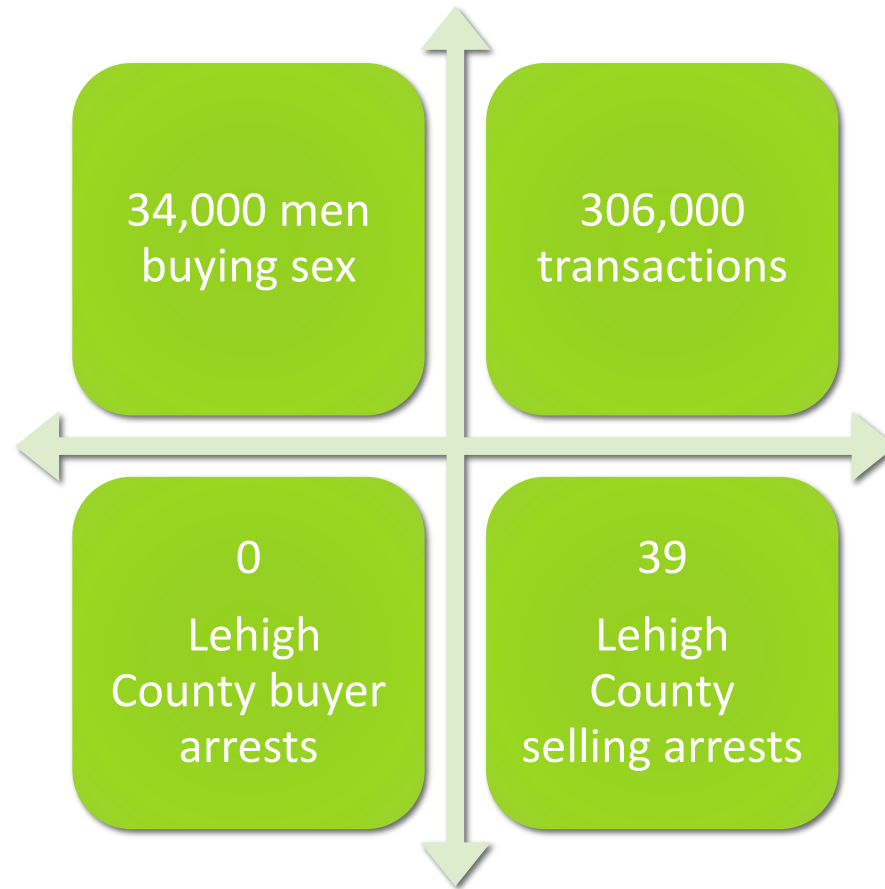 34,000 men
buying sex
306,000
transactions
0
Lehigh
County buyer
arrests
39
Lehigh
County
selling arrests